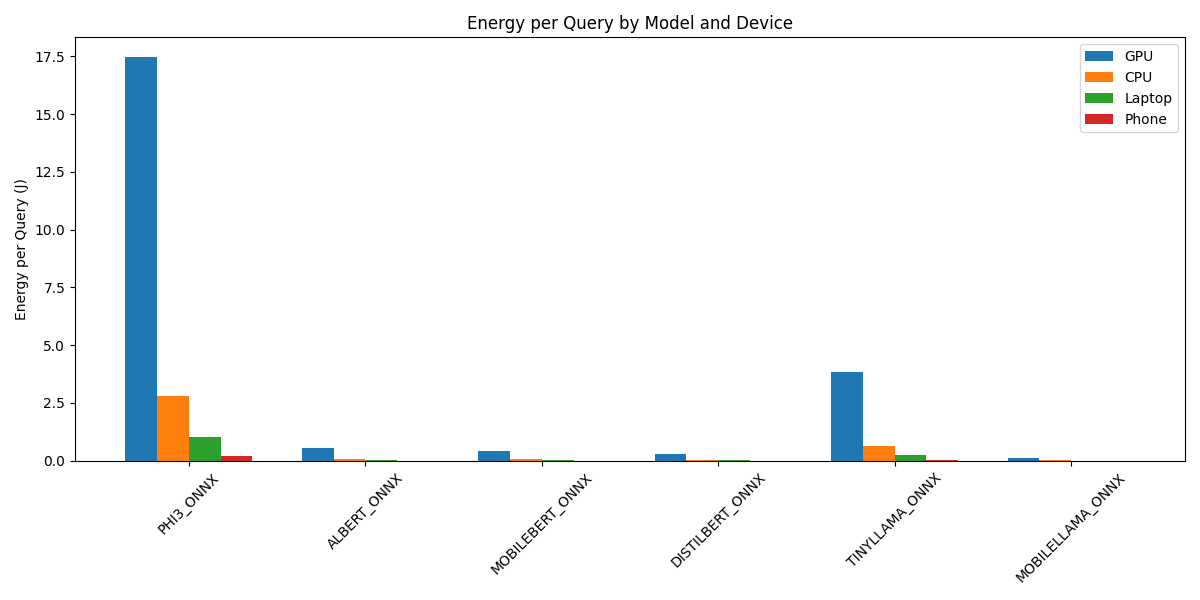 Energy per Query by Model and Device
Energy per Query (J)
17.5
15.0
12.5
10.0
7.5
5.0
2.5
0.0
GPU
CPU
Laptop
Phone
PHI3_ONNX
ALBERT_ONNX
MOBILEBERT_ONNX
DISTILBERT_ONNX
TINYLLAMA_ONNX
MOBILELLAMA_ONNX